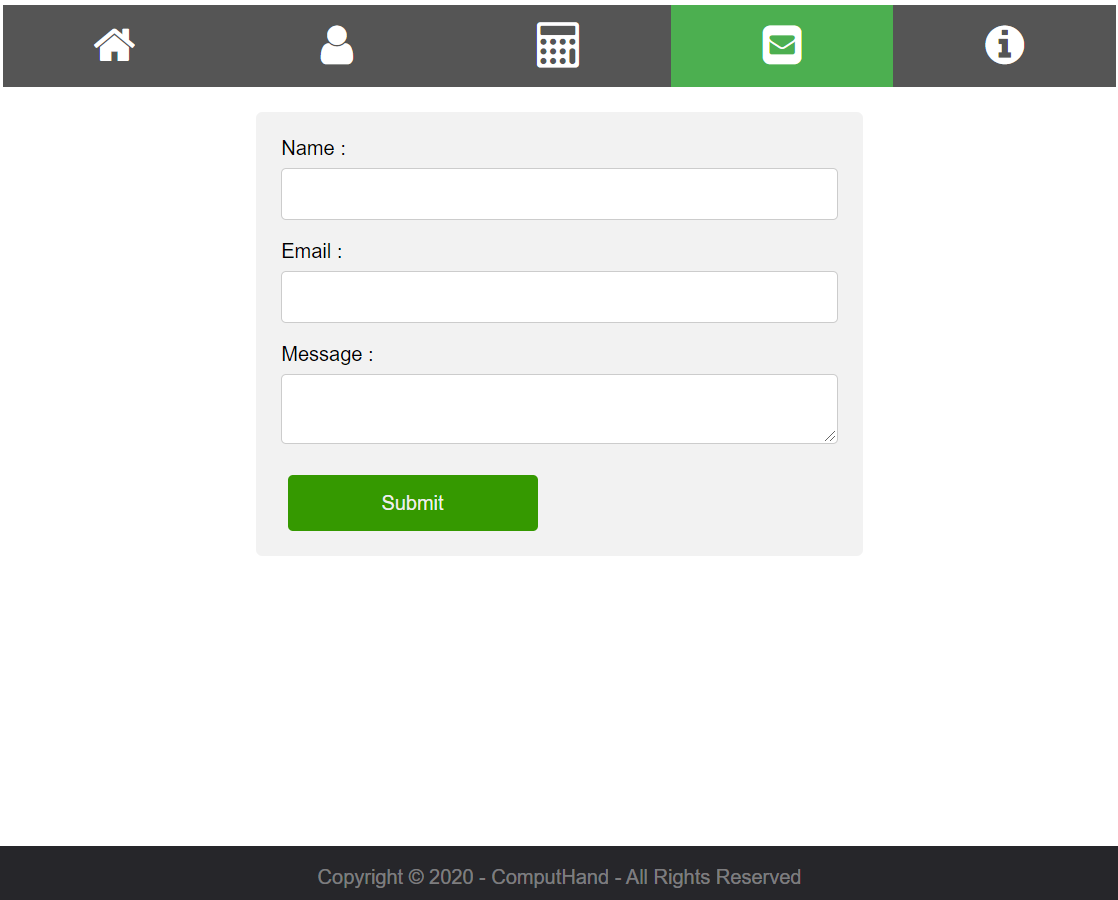 Name :
Email :
Message :
Submit
Copyright © 2020 - ComputHand - All Rights Reserved